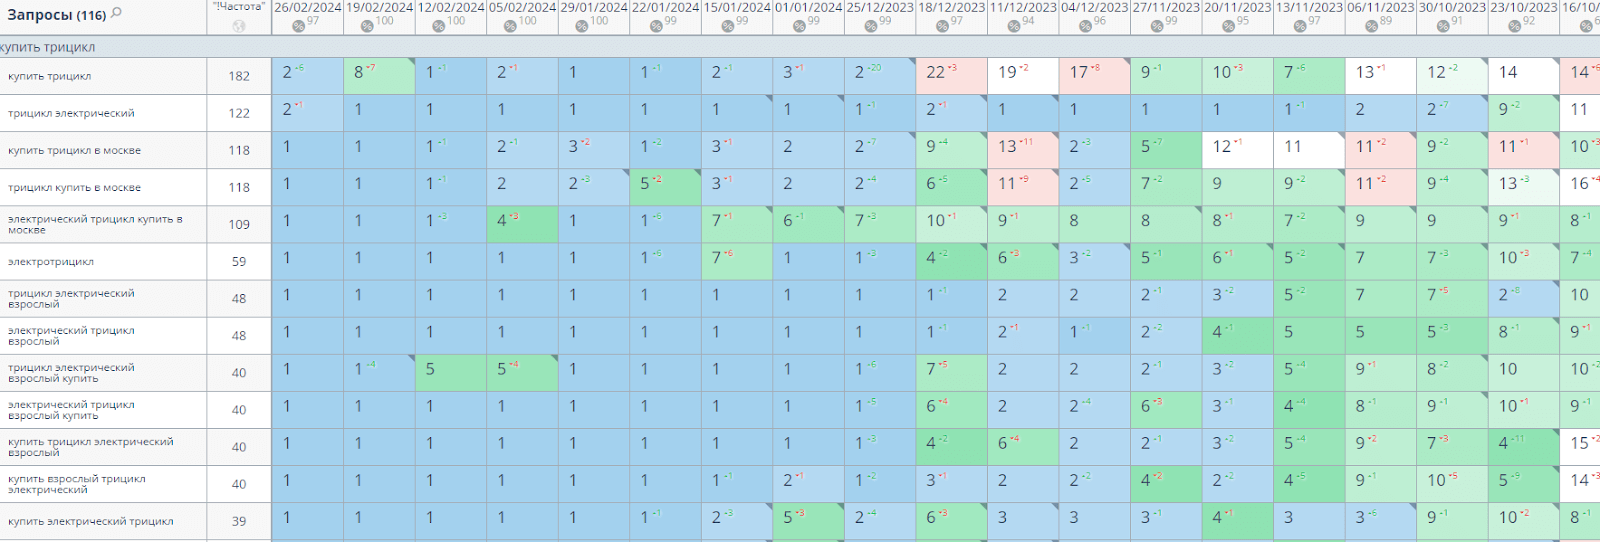 Запросы (116) "!Частота" 26/02/2024 19/02/2024 12/02/2024 05/02/2024 29/01/2024 22/01/2024 15/01/2024 01/01/2024 25/12/2023 18/12/2023 11/12/2023 04/12/2023 27/11/2023 20/11/2023 13/11/2023 06/11/2023 30/10/2023 23/10/2023 16/10/
% 97 % 100 % 100 % 100 % 100 % 99 % 99 % 99 % 99 % 97 % 94 % 96 % 99 % 95 % 97 % 89 % 91 % 92 %
купить трицикл
купить трицикл 182 2 +6 8 -7 1 +1 2 -1 1 1 +1 2 +1 3 -1 2 +20 22 -3 19 -2 17 -8 9 +1 10 -3 7 +6 13 -1 12 +2 14 14 -6
трицикл электрический 122 2 -1 1 1 1 1 1 1 1 1 +1 2 -1 1 1 1 1 1 +1 2 2 +7 9 +2 11
купить трицикл в москве 118 1 1 1 +1 2 +1 3 -2 1 +2 3 -1 2 2 +7 9 +4 13 -11 2 +3 5 +7 12 -1 11 11 -2 9 +2 11 -1 10 -3
трицикл купить в москве 118 1 1 1 +1 2 2 +3 5 -2 3 -1 2 2 +4 6 +5 11 -9 2 +5 7 +2 9 9 +2 11 -2 9 +4 13 +3 16 -4
электрический трицикл купить в
москве 109 1 1 1 +3 4 -3 1 1 +6 7 -1 6 +1 7 +3 10 -1 9 -1 8 8 8 -1 7 +2 9 9 9 -1 8 +1
электротрицикл 59 1 1 1 1 1 1 +6 7 -6 1 1 +3 4 +2 6 -3 3 +2 5 +1 6 -1 5 +2 7 7 +3 10 -3 7 +4
трицикл электрический
взрослый 48 1 1 1 1 1 1 1 1 1 1 +1 2 2 2 +1 3 +2 5 +2 7 7 -5 2 +8 10
электрический трицикл
взрослый 48 1 1 1 1 1 1 1 1 1 1 +1 2 -1 1 +1 2 +2 4 +1 5 5 5 +3 8 +1 9 -1
трицикл электрический
взрослый купить 40 1 1 +4 5 5 -4 1 1 1 1 1 +6 7 -5 2 2 2 +1 3 +2 5 +4 9 -1 8 +2 10 10 +2
электрический трицикл
взрослый купить 40 1 1 1 1 1 1 1 1 1 +5 6 -4 2 2 +4 6 -3 3 +1 4 +4 8 +1 9 +1 10 -1 9 +1
купить трицикл электрический
взрослый 40 1 1 1 1 1 1 1 1 1 +3 4 +2 6 -4 2 2 +1 3 +2 5 +4 9 -2 7 -3 4 +11 15 -2
купить взрослый трицикл
электрический 40 1 1 1 1 1 1 1 +1 2 -1 1 +2 3 -1 2 2 +2 4 -2 2 +2 4 +5 9 +1 10 -5 5 +9 14 -3
купить электрический трицикл 39 1 1 1 1 1 1 +1 2 +3 5 -3 2 +4 6 -3 3 3 3 +1 4 -1 3 3 +6 9 +1 10 -2 8 +1